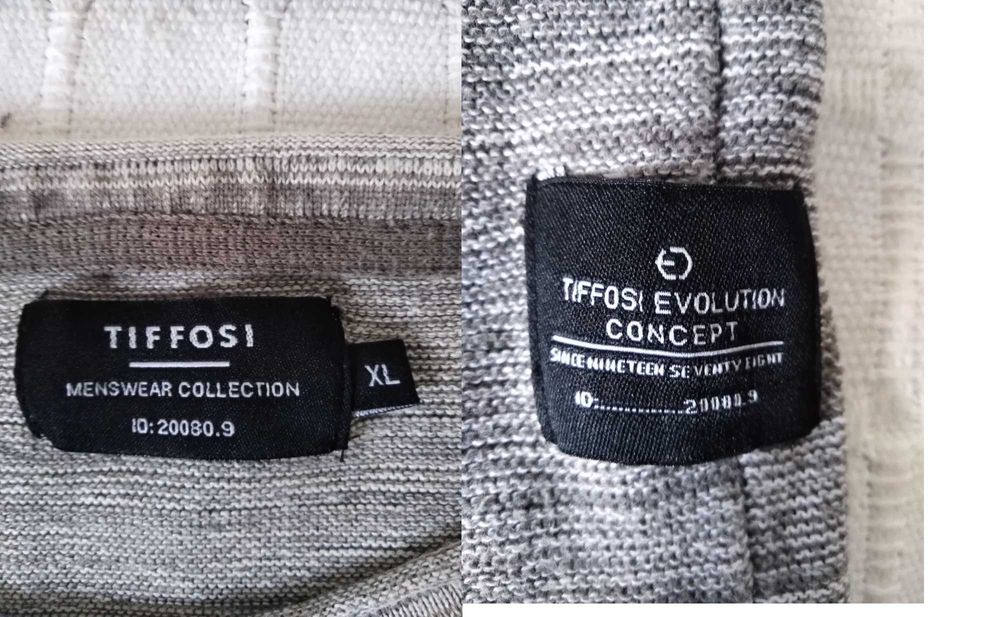 TIFFOSI
MENSWEAR COLLECTION
ID: 20080.9
XL
TIFFOSI EVOLUTION
CONCEPT
SINCE NINETEEN SEVENTY EIGHT
ID:................20080.9